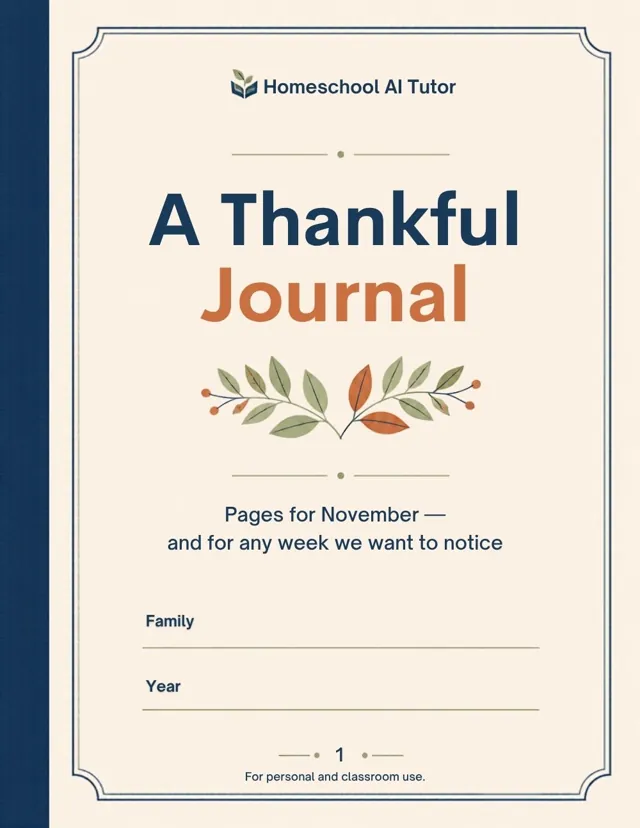 Homeschool AI Tutor
A Thankful
Journal
Pages for November —
and for any week we want to notice
Family
Year
1
For personal and classroom use.